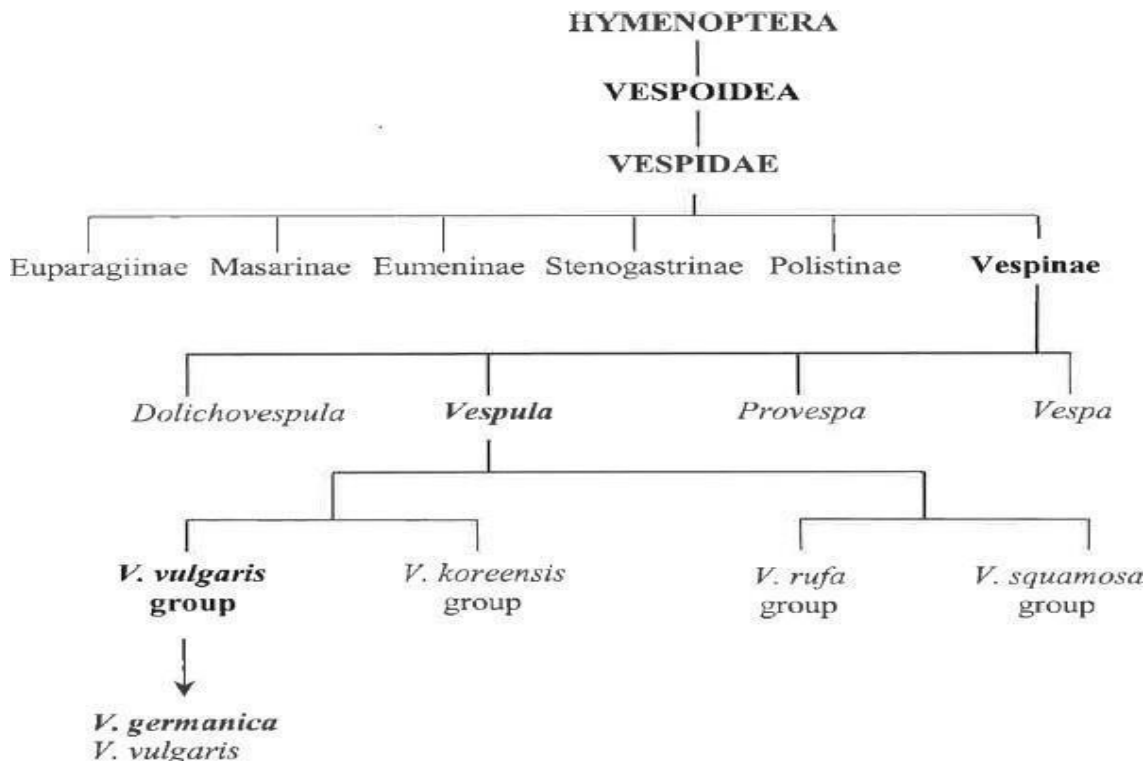 HYMENOPTERA
VESPOIDEA
VESPIDAE
Euparagiinae Masarinae Eumeninae Stenogastrinae Polistinae Vespinae
Dolichovespula Vespula Provespa Vespa
V. vulgaris group
V. koreensis group
V. rufa group
V. squamosa group
V. germanica
V. vulgaris